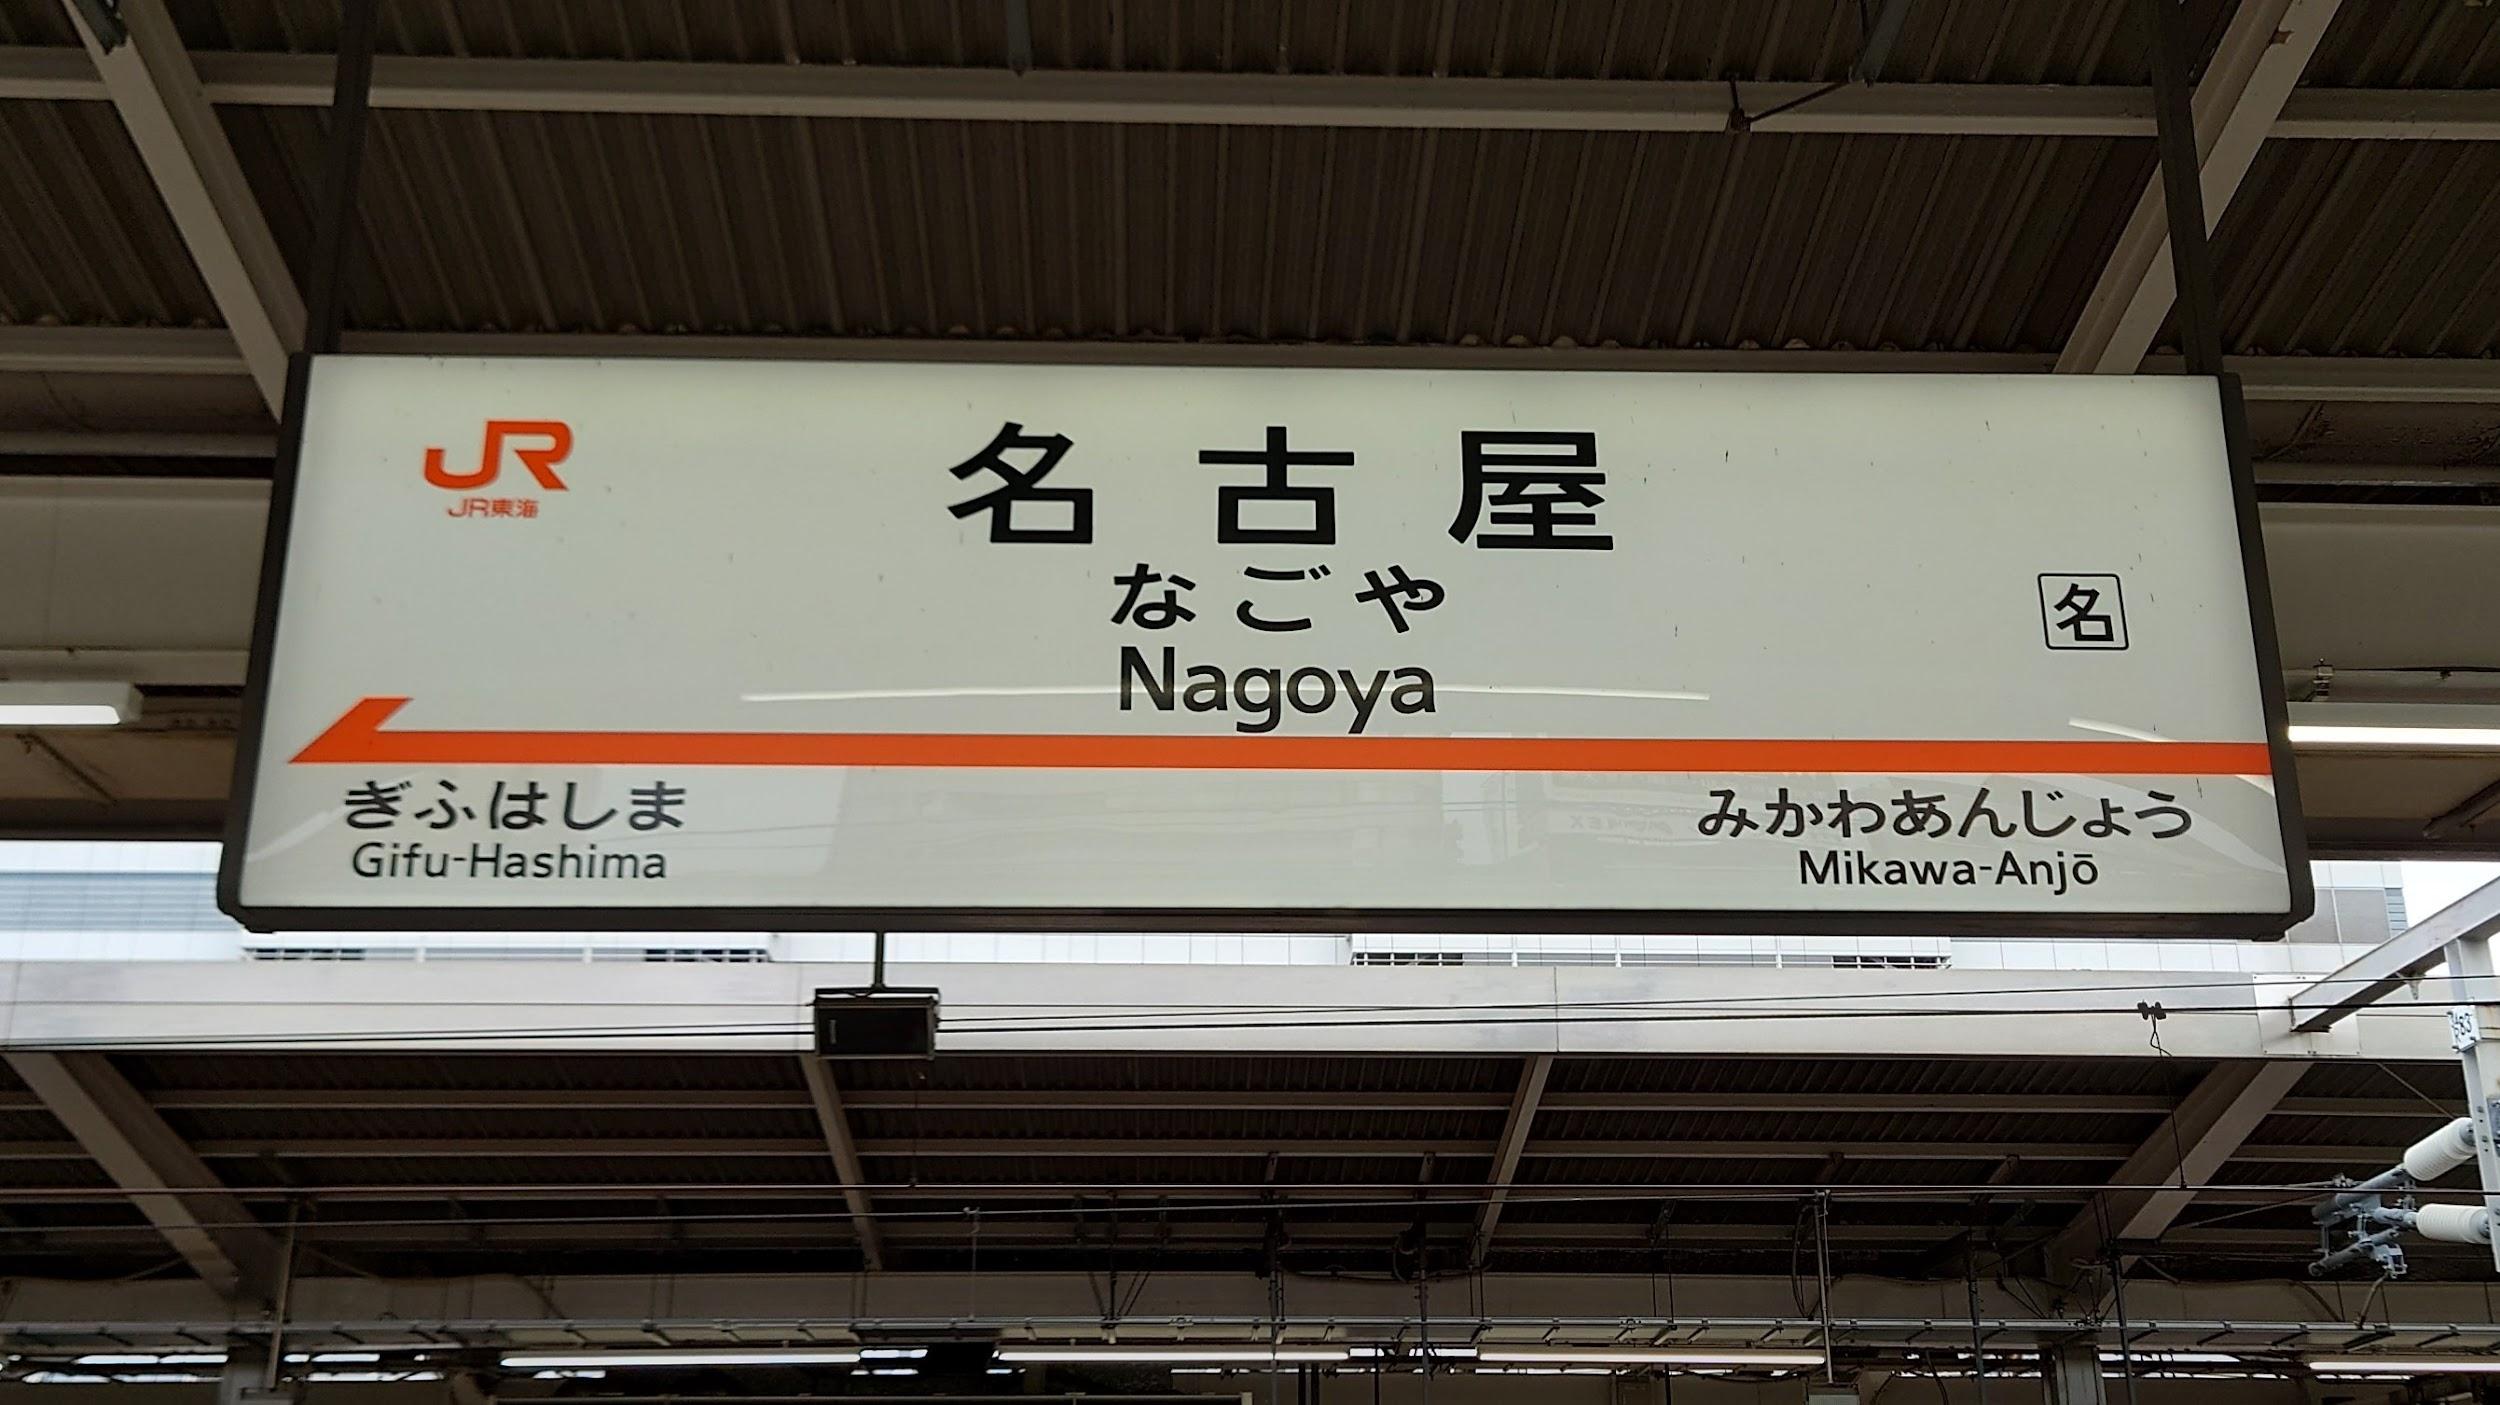 JR
JR東海
名古屋
なごや
Nagoya
名
ぎふはしま
Gifu-Hashima
みかわあんじょう
Mikawa-Anjō